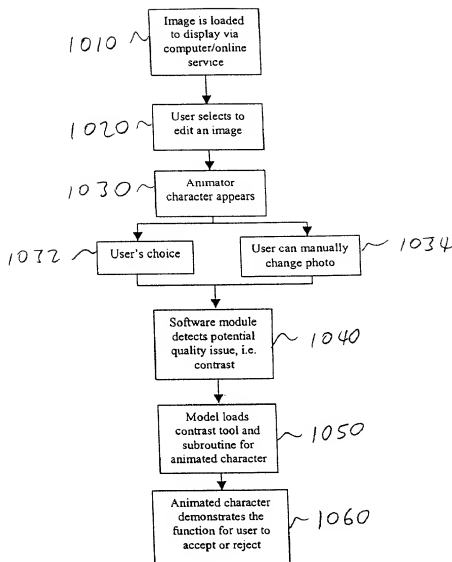 Image is loaded
to display via
computer/online
service
1010
User selects to
edit an image
1020
Animator
character appears
1030
User's choice
1032
User can manually
change photo
1034
Software module
detects potential
quality issue, i.e.
contrast
1040
Model loads
contrast tool and
subroutine for
animated character
1050
Animated character
demonstrates the
function for user to
accept or reject
1060